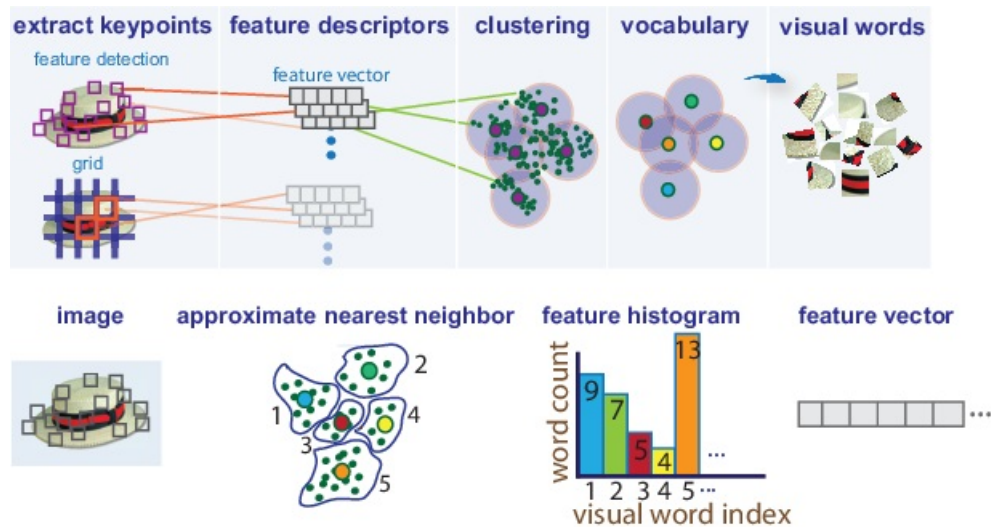 extract keypoints
feature descriptors
clustering
vocabulary
visual words
feature detection
feature vector
grid
image
approximate nearest neighbor
feature histogram
feature vector
1
2
3
4
5
word count
9
7
5
4
13
...
1 2 3 4 5 ...
visual word index
...